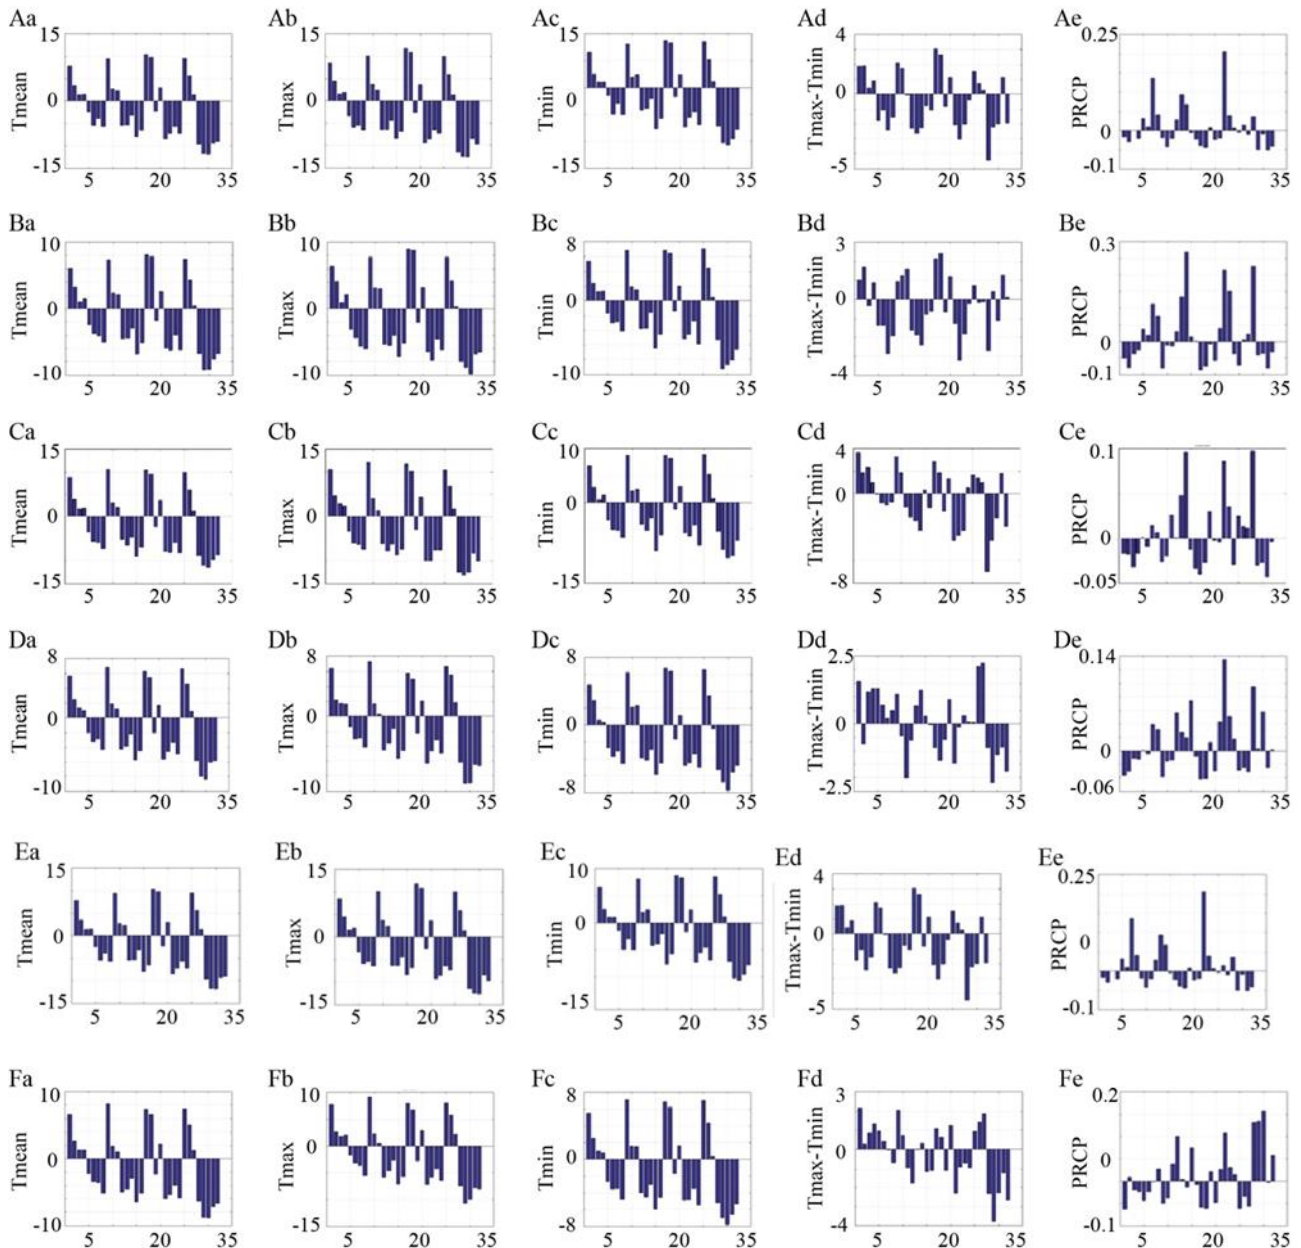 Aa Ab Ac Ad Ae
15 15 15 4 0.25
Tmean Tmax Tmin Tmax-Tmin PRCP
0 0 0 0 0
-15 -15 -15 -5 -0.1
5 20 35 5 20 35 5 20 35 5 20 35 5 20 35
Ba Bb Bc Bd Be
10 10 8 3 0.3
Tmean Tmax Tmin Tmax-Tmin PRCP
0 0 0 0 0
-10 -10 -10 -4 -0.1
5 20 35 5 20 35 5 20 35 5 20 35 5 20 35
Ca Cb Cc Cd Ce
15 15 10 4 0.1
Tmean Tmax Tmin Tmax-Tmin PRCP
0 0 0 0 0
-15 -15 -15 -8 -0.05
5 20 35 5 20 35 5 20 35 5 20 35 5 20 35
Da Db Dc Dd De
8 8 8 2.5 0.14
Tmean Tmax Tmin Tmax-Tmin PRCP
0 0 0 0 0
-10 -10 -8 -2.5 -0.06
5 20 35 5 20 35 5 20 35 5 20 35 5 20 35
Ea Eb Ec Ed Ee
15 15 10 4 0.25
Tmean Tmax Tmin Tmax-Tmin PRCP
0 0 0 0 0
-15 -15 -15 -5 -0.1
5 20 35 5 20 35 5 20 35 5 20 35 5 20 35
Fa Fb Fc Fd Fe
10 10 8 3 0.2
Tmean Tmax Tmin Tmax-Tmin PRCP
0 0 0 0 0
-10 -15 -8 -4 -0.1
5 20 35 5 20 35 5 20 35 5 20 35 5 20 35